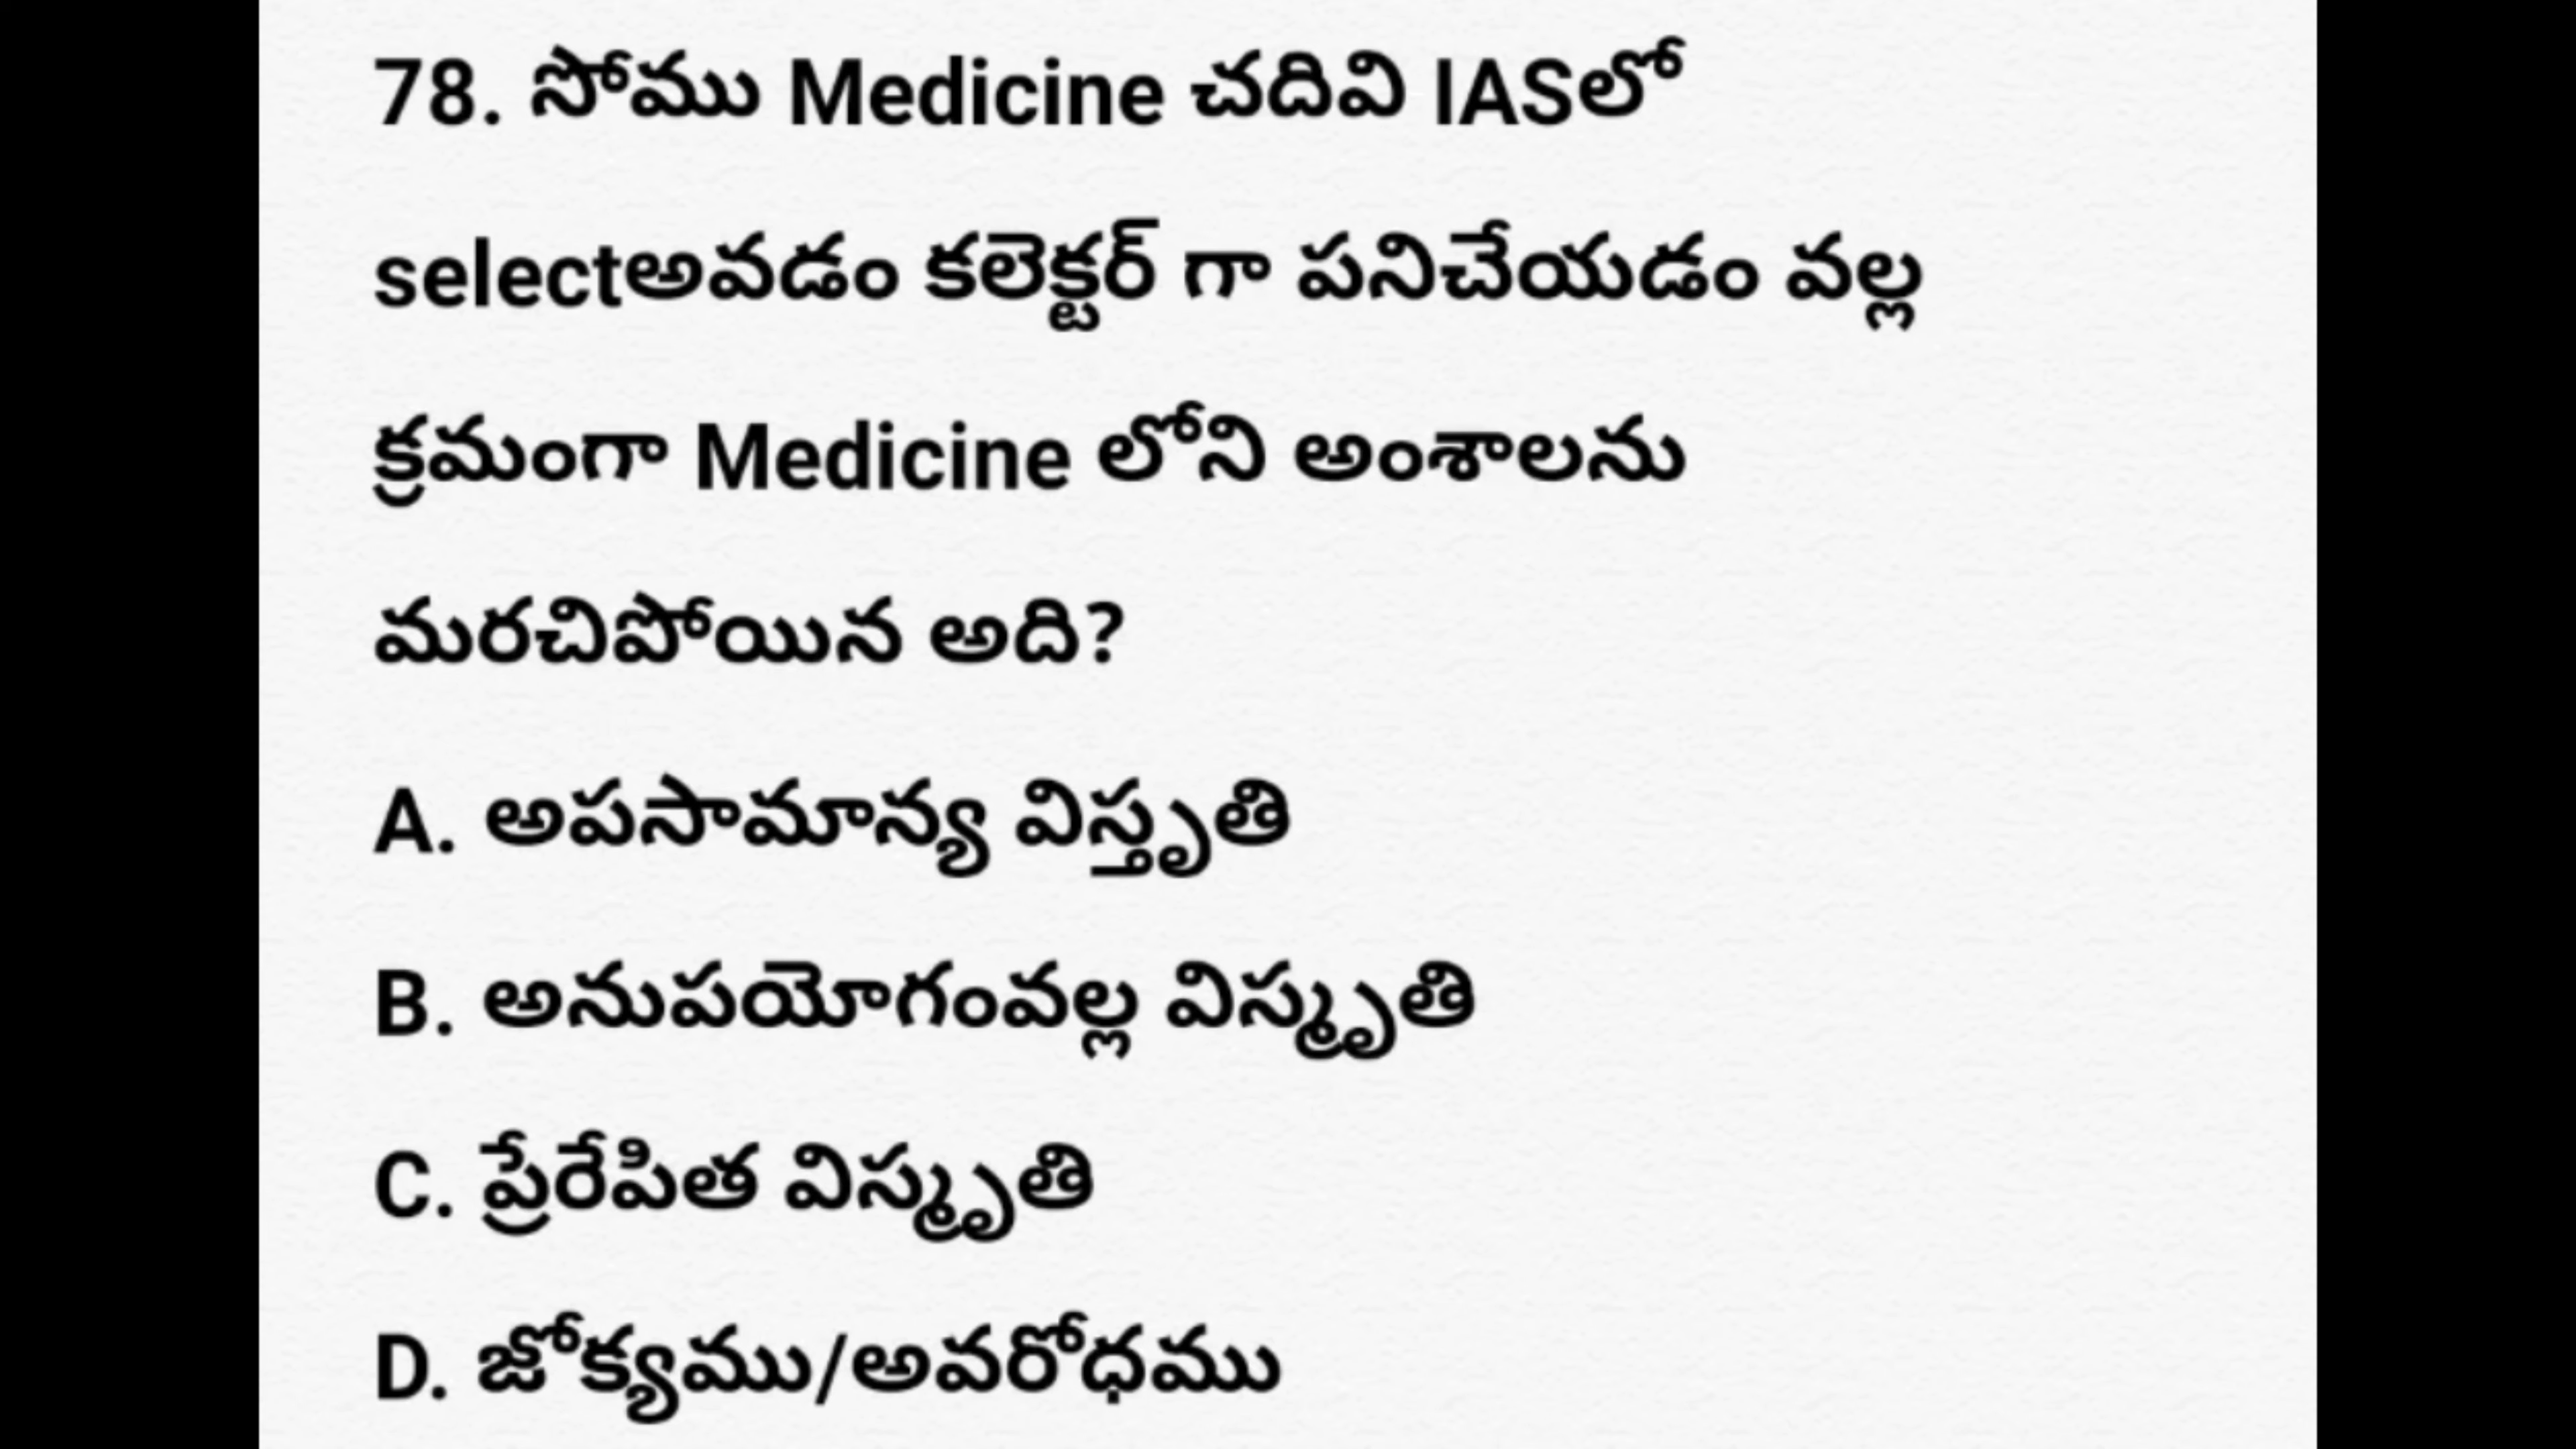 78. సోము Medicine చదివి IASలో
selectఅవడం కలెక్టర్ గా పనిచేయడం వల్ల
క్రమంగా Medicine లోని అంశాలను
మరచిపోయిన అది?
A. అపసామాన్య విస్తృతి
B. అనుపయోగంవల్ల విస్మృతి
C. ప్రేరేపిత విస్మృతి
D. జోక్యము/అవరోధము